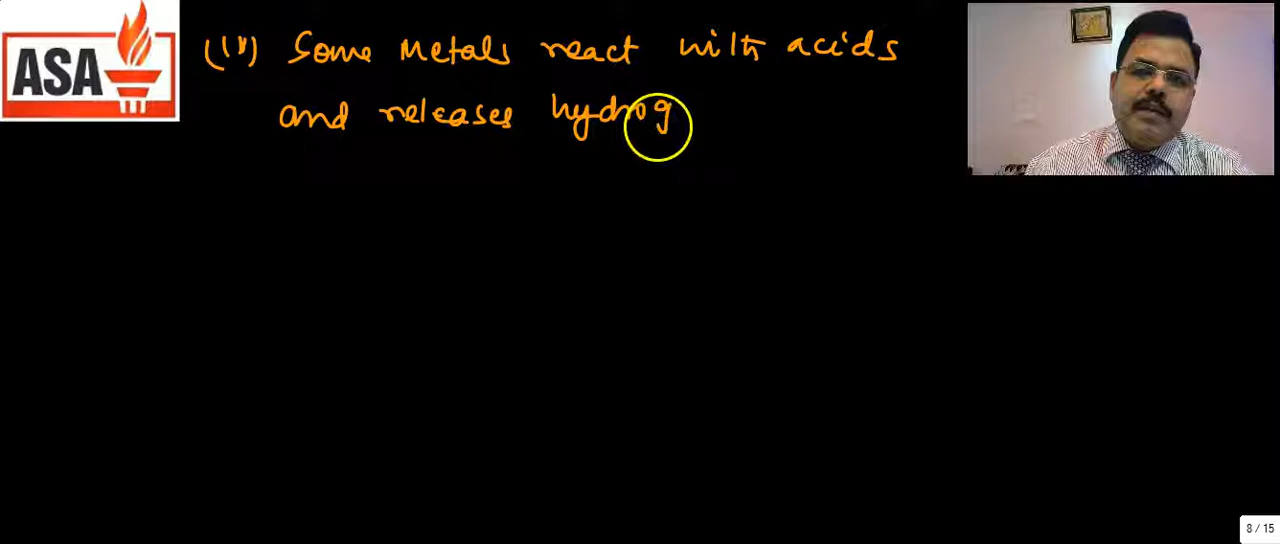 ASA
(iv) Some metals react with acids
and releases hydrog
8 / 15